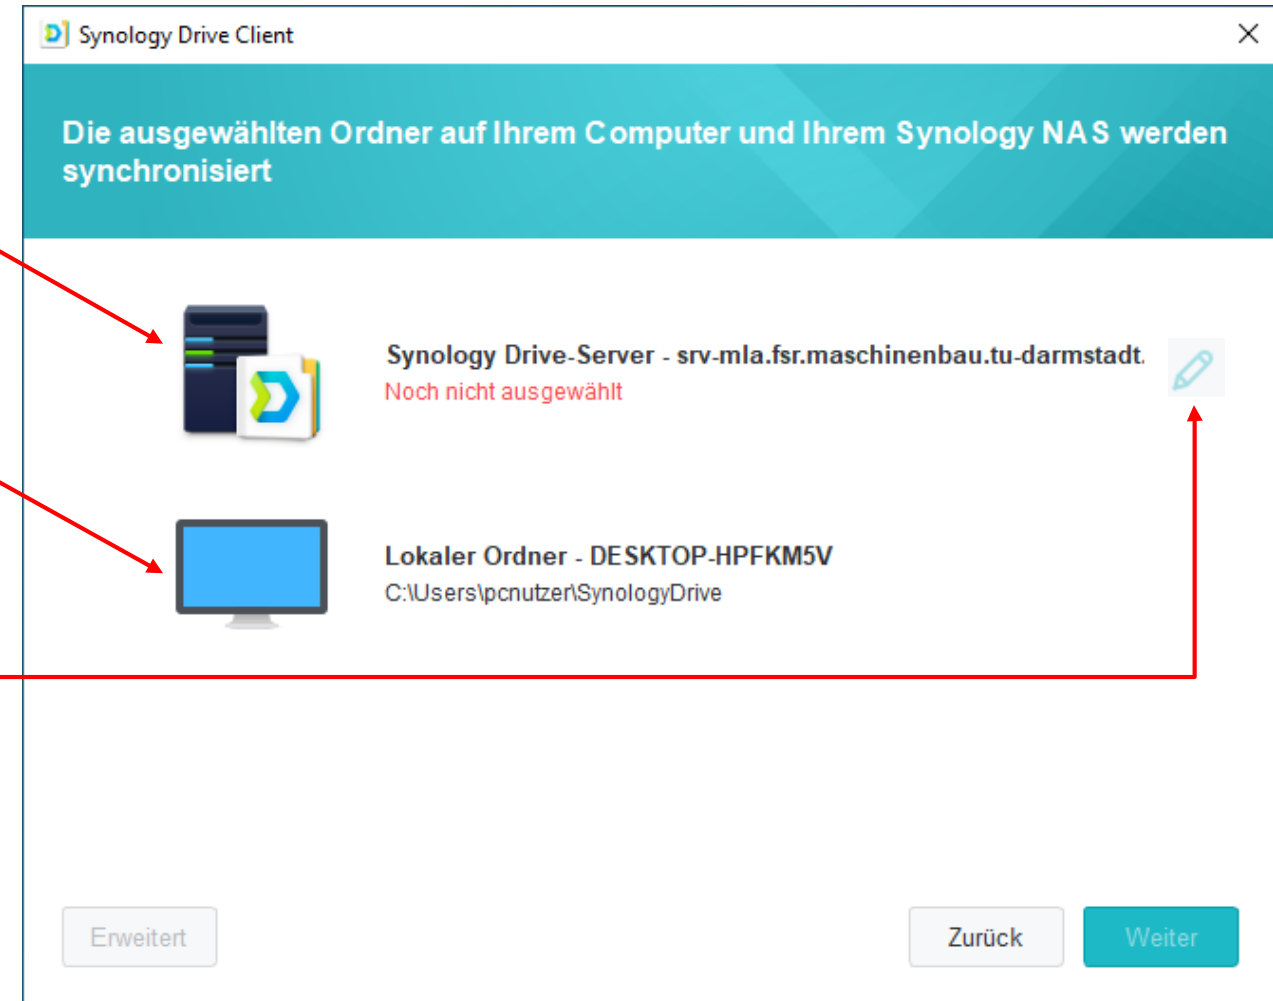 Synology Drive Client
Die ausgewählten Ordner auf Ihrem Computer und Ihrem Synology NAS werden
synchronisiert
Synology Drive-Server - srv-mla.fsr.maschinenbau.tu-darmstadt.
Noch nicht ausgewählt
Lokaler Ordner - DESKTOP-HPFKM5V
C:\Users\pcnutzer\SynologyDrive
Erweitert
Zurück
Weiter